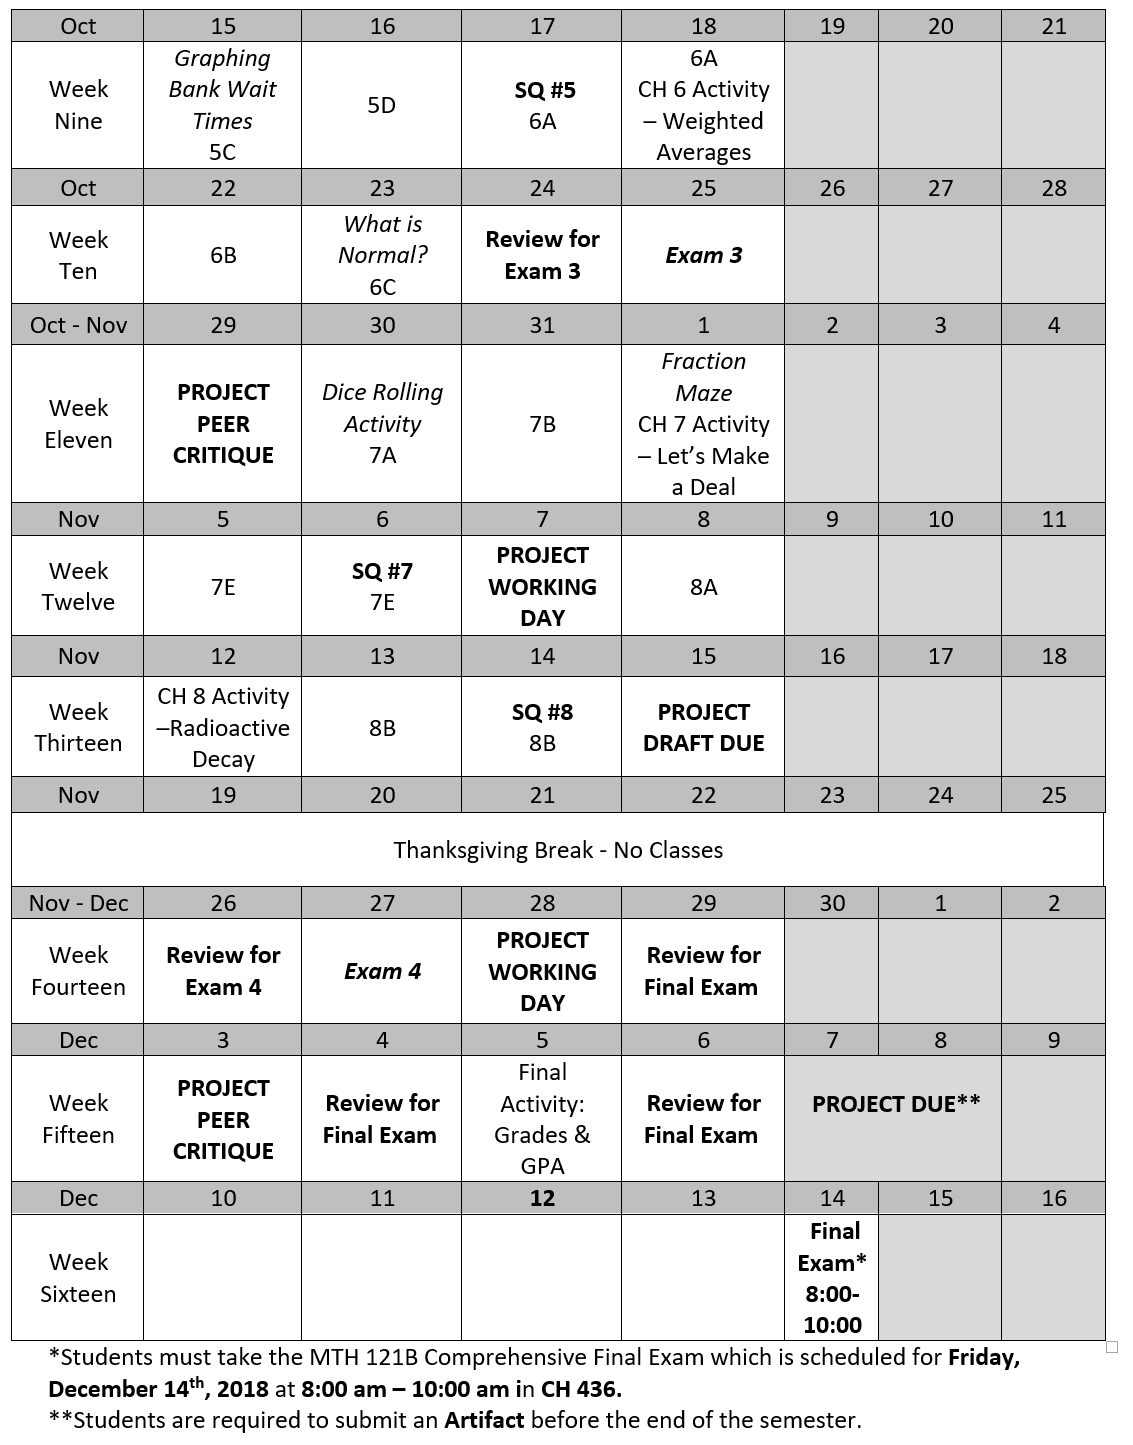 Oct 15 16 17 18 19 20 21
Week Nine Graphing Bank Wait Times 5C 5D SQ #5 6A 6A CH 6 Activity – Weighted Averages
Oct 22 23 24 25 26 27 28
Week Ten 6B What is Normal? 6C Review for Exam 3 Exam 3
Oct - Nov 29 30 31 1 2 3 4
Week Eleven PROJECT PEER CRITIQUE Dice Rolling Activity 7A 7B Fraction Maze CH 7 Activity – Let’s Make a Deal
Nov 5 6 7 8 9 10 11
Week Twelve 7E SQ #7 7E PROJECT WORKING DAY 8A
Nov 12 13 14 15 16 17 18
Week Thirteen CH 8 Activity –Radioactive Decay 8B SQ #8 8B PROJECT DRAFT DUE
Nov 19 20 21 22 23 24 25
Thanksgiving Break - No Classes
Nov - Dec 26 27 28 29 30 1 2
Week Fourteen Review for Exam 4 Exam 4 PROJECT WORKING DAY Review for Final Exam
Dec 3 4 5 6 7 8 9
Week Fifteen PROJECT PEER CRITIQUE Review for Final Exam Final Activity: Grades & GPA Review for Final Exam PROJECT DUE**
Dec 10 11 12 13 14 15 16
Week Sixteen Final Exam* 8:00-10:00
*Students must take the MTH 121B Comprehensive Final Exam which is scheduled for Friday,
December 14th, 2018 at 8:00 am – 10:00 am in CH 436.
**Students are required to submit an Artifact before the end of the semester.